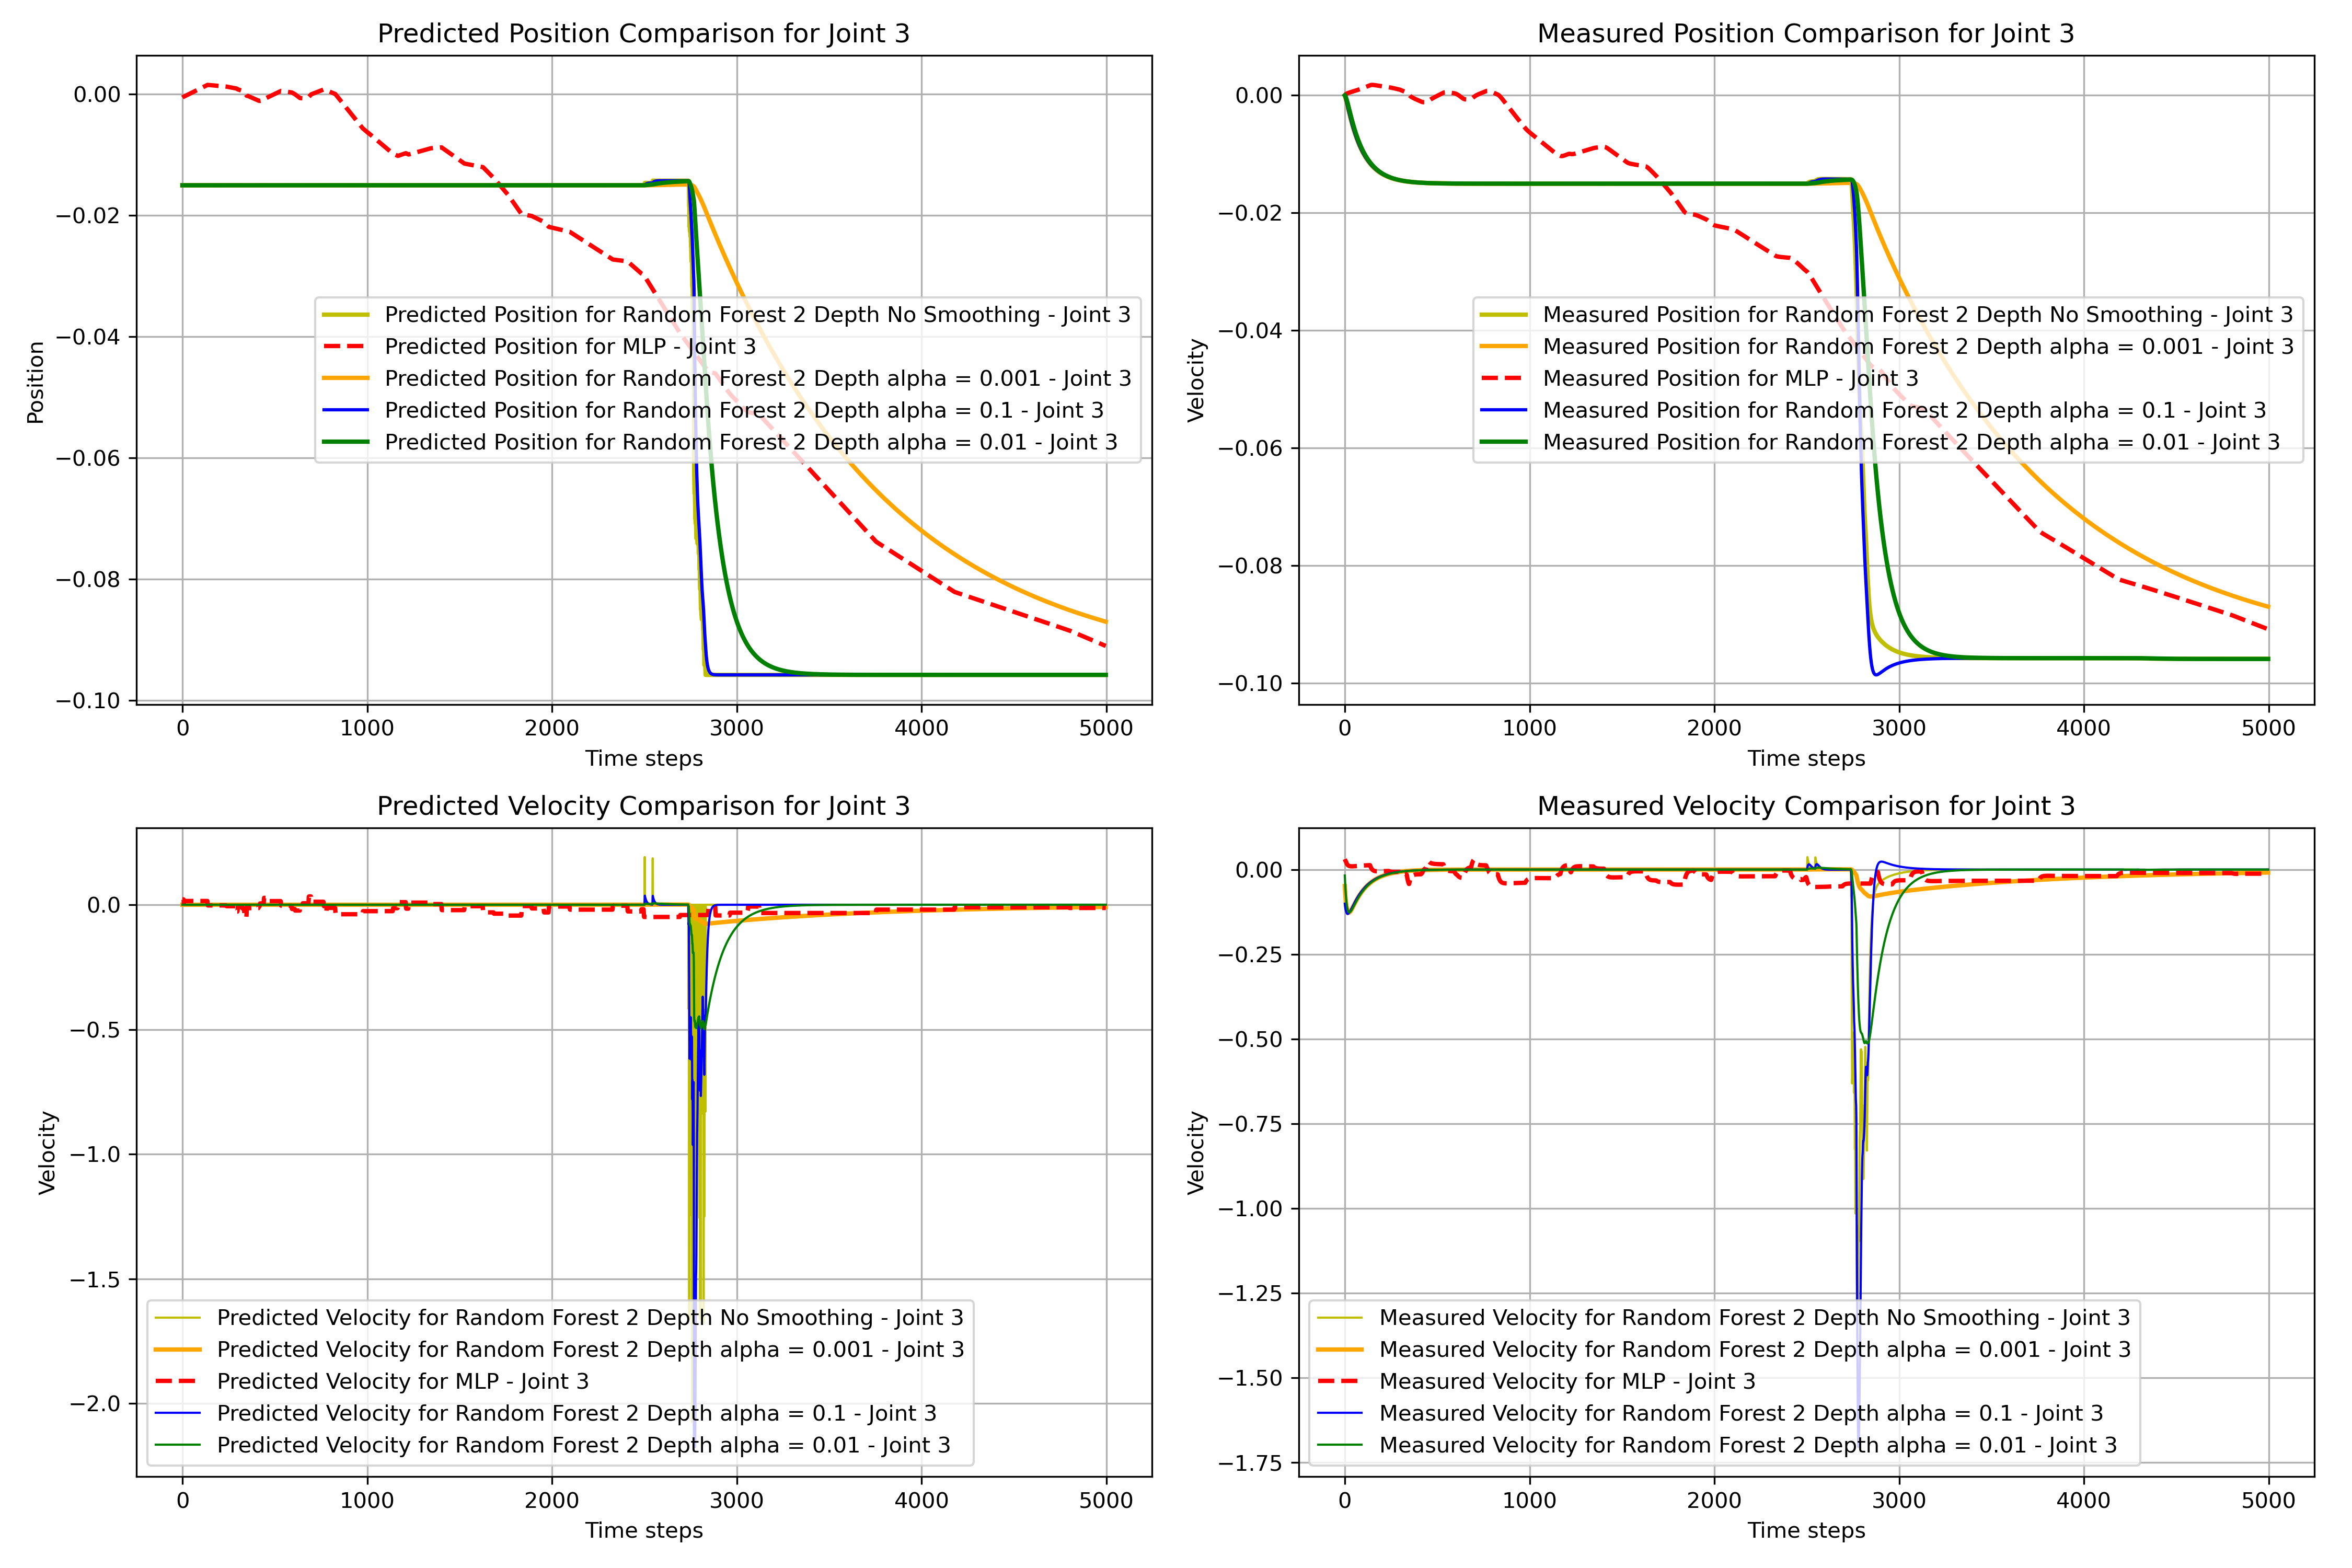 Predicted Position Comparison for Joint 3
0.00
−0.02
−0.04
−0.06
−0.08
−0.10
Position
Predicted Position for Random Forest 2 Depth No Smoothing - Joint 3
Predicted Position for MLP - Joint 3
Predicted Position for Random Forest 2 Depth alpha = 0.001 - Joint 3
Predicted Position for Random Forest 2 Depth alpha = 0.1 - Joint 3
Predicted Position for Random Forest 2 Depth alpha = 0.01 - Joint 3
0 1000 2000 3000 4000 5000
Time steps
Measured Position Comparison for Joint 3
0.00
−0.02
−0.04
−0.06
−0.08
−0.10
Velocity
Measured Position for Random Forest 2 Depth No Smoothing - Joint 3
Measured Position for Random Forest 2 Depth alpha = 0.001 - Joint 3
Measured Position for MLP - Joint 3
Measured Position for Random Forest 2 Depth alpha = 0.1 - Joint 3
Measured Position for Random Forest 2 Depth alpha = 0.01 - Joint 3
0 1000 2000 3000 4000 5000
Time steps
Predicted Velocity Comparison for Joint 3
0.0
−0.5
−1.0
−1.5
−2.0
Velocity
Predicted Velocity for Random Forest 2 Depth No Smoothing - Joint 3
Predicted Velocity for Random Forest 2 Depth alpha = 0.001 - Joint 3
Predicted Velocity for MLP - Joint 3
Predicted Velocity for Random Forest 2 Depth alpha = 0.1 - Joint 3
Predicted Velocity for Random Forest 2 Depth alpha = 0.01 - Joint 3
0 1000 2000 3000 4000 5000
Time steps
Measured Velocity Comparison for Joint 3
0.00
−0.25
−0.50
−0.75
−1.00
−1.25
−1.50
−1.75
Velocity
Measured Velocity for Random Forest 2 Depth No Smoothing - Joint 3
Measured Velocity for Random Forest 2 Depth alpha = 0.001 - Joint 3
Measured Velocity for MLP - Joint 3
Measured Velocity for Random Forest 2 Depth alpha = 0.1 - Joint 3
Measured Velocity for Random Forest 2 Depth alpha = 0.01 - Joint 3
0 1000 2000 3000 4000 5000
Time steps